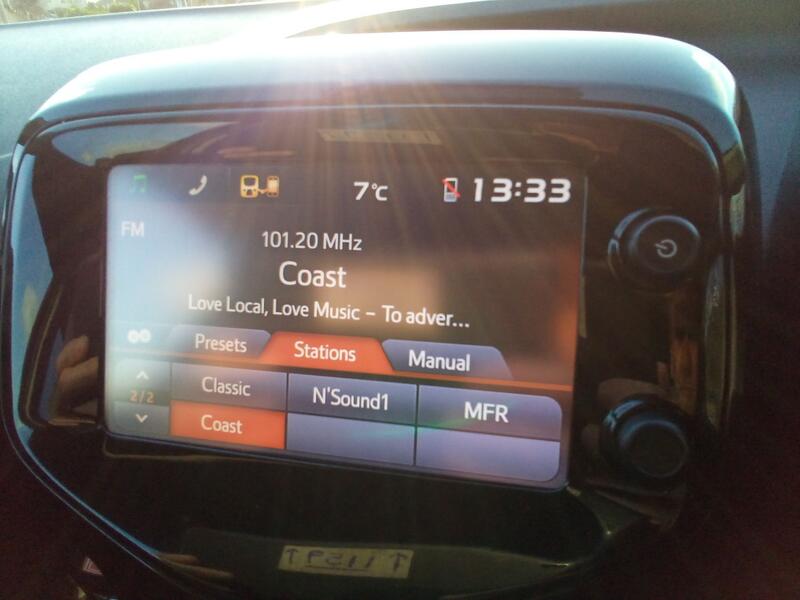 7°C
13:33
FM
101.20 MHz
Coast
Love Local, Love Music – To adver...
Presets
Stations
Manual
2/2
Classic
N'Sound1
MFR
Coast